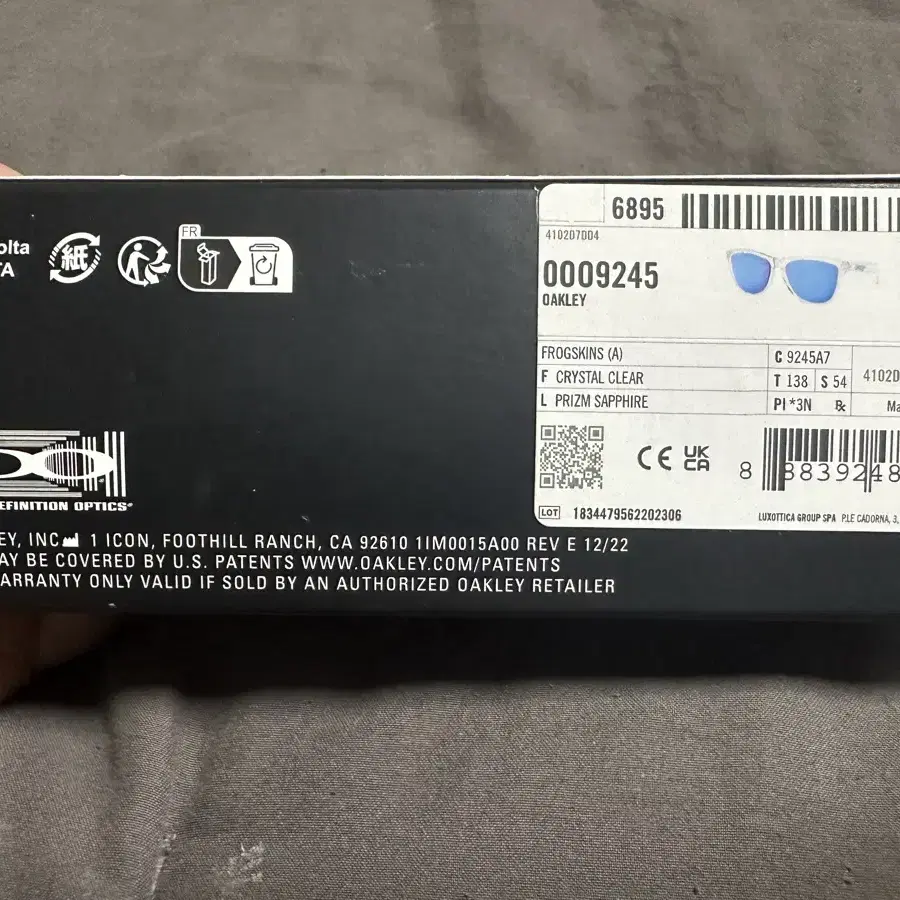 olta
TA
紙
FR
6895
4102D7DD4
0009245
OAKLEY
FROGSKINS (A)
C 9245A7
F CRYSTAL CLEAR
T 138
S 54
4102D
L PRIZM SAPPHIRE
PI *3N
℞
Ma
CE
UK
CA
8
8839248
LOT 1834479562202306
LUXOTTICA GROUP SPA P.LE CADORNA, 3,
EFINITION OPTICS®
EY, INC 1 ICON, FOOTHILL RANCH, CA 92610 1IM0015A00 REV E 12/22
MAY BE COVERED BY U.S. PATENTS WWW.OAKLEY.COM/PATENTS
ARRANTY ONLY VALID IF SOLD BY AN AUTHORIZED OAKLEY RETAILER